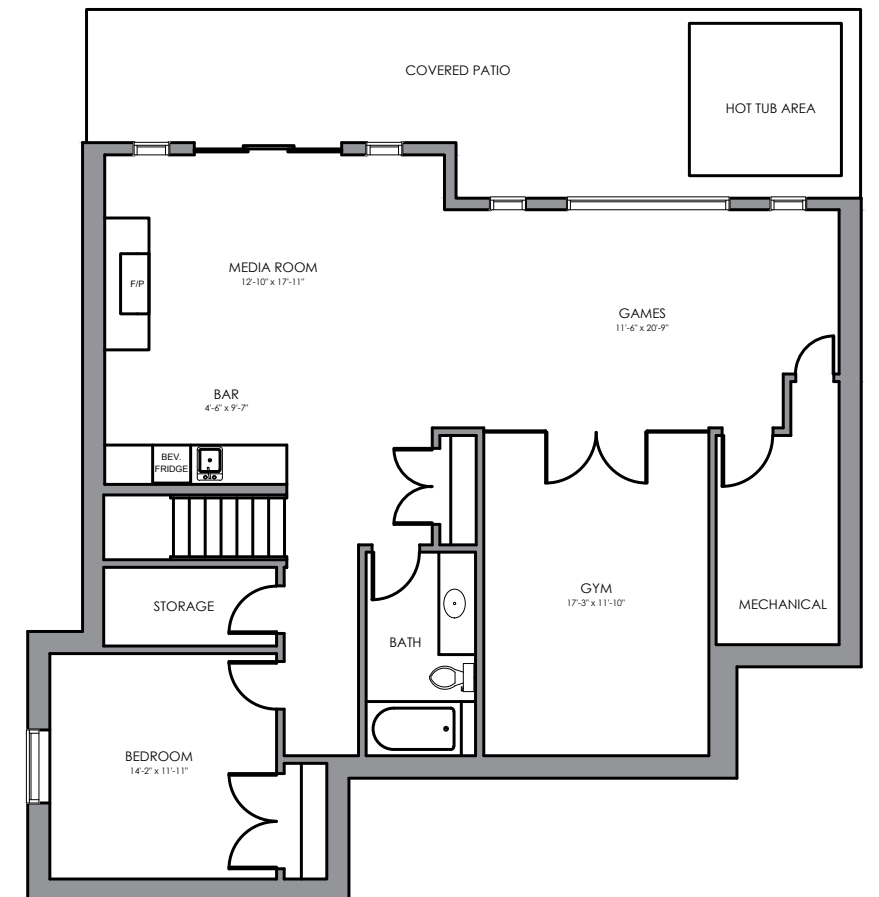 COVERED PATIO
HOT TUB AREA
MEDIA ROOM
12'-10" x 17'-11"
F/P
GAMES
11'-6" x 20'-9"
BAR
4'-6" x 9'-7"
BEV.
FRIDGE
GYM
17'-3" x 11'-10"
STORAGE
MECHANICAL
BATH
BEDROOM
14'-2" x 11'-11"